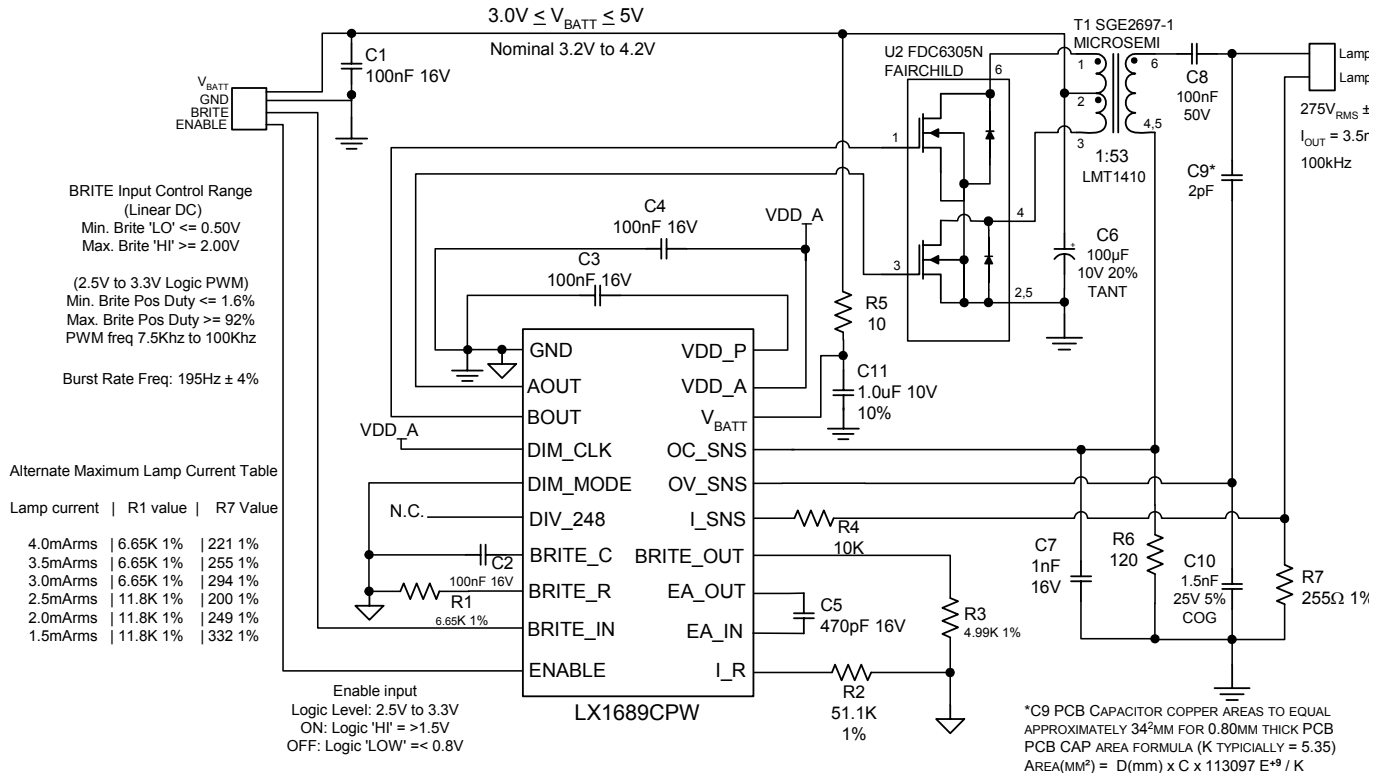 3.0V ≤ VBATT ≤ 5V
Nominal 3.2V to 4.2V
C1
100nF 16V
VBATT
GND
BRITE
ENABLE
BRITE Input Control Range
(Linear DC)
Min. Brite 'LO' <= 0.50V
Max. Brite 'HI' >= 2.00V
(2.5V to 3.3V Logic PWM)
Min. Brite Pos Duty <= 1.6%
Max. Brite Pos Duty >= 92%
PWM freq 7.5Khz to 100Khz
Burst Rate Freq: 195Hz ± 4%
Alternate Maximum Lamp Current Table
Lamp current | R1 value | R7 Value
4.0mArms | 6.65K 1% | 221 1%
3.5mArms | 6.65K 1% | 255 1%
3.0mArms | 6.65K 1% | 294 1%
2.5mArms | 11.8K 1% | 200 1%
2.0mArms | 11.8K 1% | 249 1%
1.5mArms | 11.8K 1% | 332 1%
Enable input
Logic Level: 2.5V to 3.3V
ON: Logic 'HI' =>1.5V
OFF: Logic 'LOW' =< 0.8V
C4
100nF 16V
C3
100nF 16V
VDD_A
VDD_A
N.C.
C2
100nF 16V
R1
6.65K 1%
GND
AOUT
BOUT
DIM_CLK
DIM_MODE
DIV_248
BRITE_C
BRITE_R
BRITE_IN
ENABLE
VDD_P
VDD_A
VBATT
OC_SNS
OV_SNS
I_SNS
BRITE_OUT
EA_OUT
EA_IN
I_R
LX1689CPW
R5
10
C11
1.0uF 10V
10%
R4
10K
C5
470pF 16V
R3
4.99K 1%
R2
51.1K
1%
U2 FDC6305N
FAIRCHILD
6
1
4
3
2,5
T1 SGE2697-1
MICROSEMI
1
2
3
6
4,5
1:53
LMT1410
C6
+
100µF
10V 20%
TANT
C8
100nF
50V
C9*
2pF
Lamp
Lamp
275VRMS ±
IOUT = 3.5
100kHz
C7
1nF
16V
R6
120
C10
1.5nF
25V 5%
COG
R7
255Ω 1%
*C9 PCB CAPACITOR COPPER AREAS TO EQUAL
APPROXIMATELY 34²MM FOR 0.80MM THICK PCB
PCB CAP AREA FORMULA (K TYPICIALLY = 5.35)
AREA(MM²) = D(mm) x C x 113097 E+9 / K